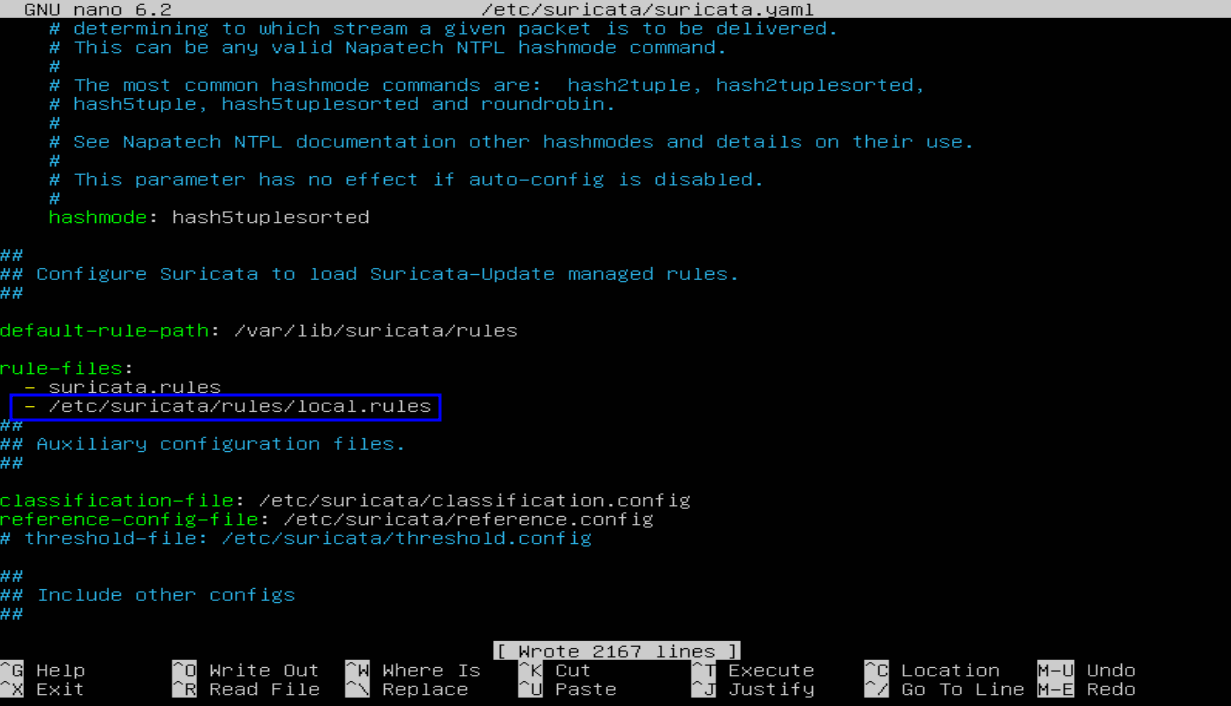 GNU nano 6.2 /etc/suricata/suricata.yaml
# determining to which stream a given packet is to be delivered.
# This can be any valid Napatech NTPL hashmode command.
#
# The most common hashmode commands are:  hash2tuple, hash2tuplesorted,
# hash5tuple, hash5tuplesorted and roundrobin.
#
# See Napatech NTPL documentation other hashmodes and details on their use.
#
# This parameter has no effect if auto-config is disabled.
#
hashmode: hash5tuplesorted
##
## Configure Suricata to load Suricata-Update managed rules.
##
default-rule-path: /var/lib/suricata/rules
rule-files:
- suricata.rules
- /etc/suricata/rules/local.rules
##
## Auxiliary configuration files.
##
classification-file: /etc/suricata/classification.config
reference-config-file: /etc/suricata/reference.config
# threshold-file: /etc/suricata/threshold.config
##
## Include other configs
##
[ Wrote 2167 lines ]
^G Help ^O Write Out ^W Where Is ^K Cut ^T Execute ^C Location M-U Undo
^X Exit ^R Read File ^\ Replace ^U Paste ^J Justify ^/ Go To Line M-E Redo